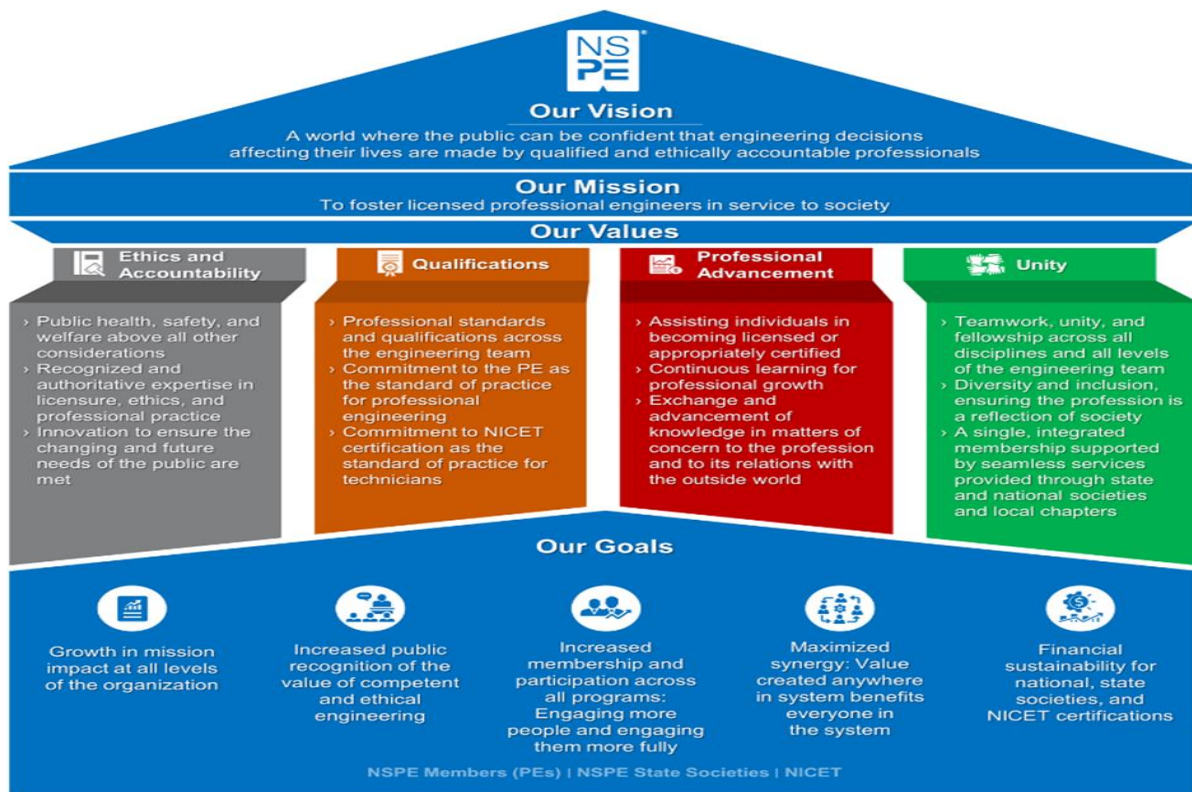 NS
PE®
Our Vision
A world where the public can be confident that engineering decisions
affecting their lives are made by qualified and ethically accountable professionals
Our Mission
To foster licensed professional engineers in service to society
Our Values
Ethics and
Accountability
› Public health, safety, and
welfare above all other
considerations
› Recognized and
authoritative expertise in
licensure, ethics, and
professional practice
› Innovation to ensure the
changing and future
needs of the public are
met
Qualifications
› Professional standards
and qualifications across
the engineering team
› Commitment to the PE as
the standard of practice
for professional
engineering
› Commitment to NICET
certification as the
standard of practice for
technicians
Professional
Advancement
› Assisting individuals in
becoming licensed or
appropriately certified
› Continuous learning for
professional growth
› Exchange and
advancement of
knowledge in matters of
concern to the profession
and to its relations with
the outside world
Unity
› Teamwork, unity, and
fellowship across all
disciplines and all levels
of the engineering team
› Diversity and inclusion,
ensuring the profession is
a reflection of society
› A single, integrated
membership supported
by seamless services
provided through state
and national societies
and local chapters
Our Goals
Growth in mission
impact at all levels
of the organization
Increased public
recognition of the
value of competent
and ethical
engineering
Increased
membership and
participation across
all programs:
Engaging more
people and engaging
them more fully
Maximized
synergy: Value
created anywhere
in system benefits
everyone in
the system
Financial
sustainability for
national, state
societies, and
NICET certifications
NSPE Members (PEs) | NSPE State Societies | NICET